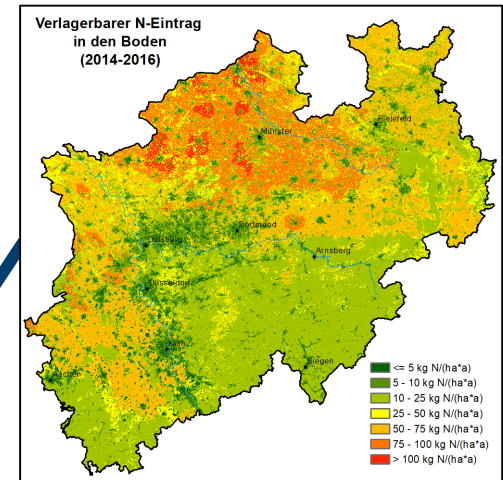 Verlagerbarer N-Eintrag
in den Boden
(2014-2016)
Münster
Bielefeld
Dortmund
Duisburg
Arnsberg
Düsseldorf
Köln
Siegen
Aachen
<= 5 kg N/(ha*a)
5 - 10 kg N/(ha*a)
10 - 25 kg N/(ha*a)
25 - 50 kg N/(ha*a)
50 - 75 kg N/(ha*a)
75 - 100 kg N/(ha*a)
> 100 kg N/(ha*a)